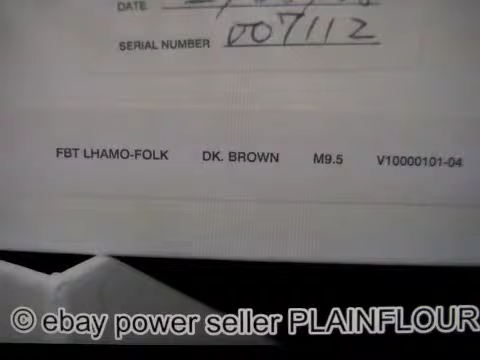 DATE
SERIAL NUMBER 007112
FBT LHAMO-FOLK DK. BROWN M9.5 V10000101-04
© ebay power seller PLAINFLOUR